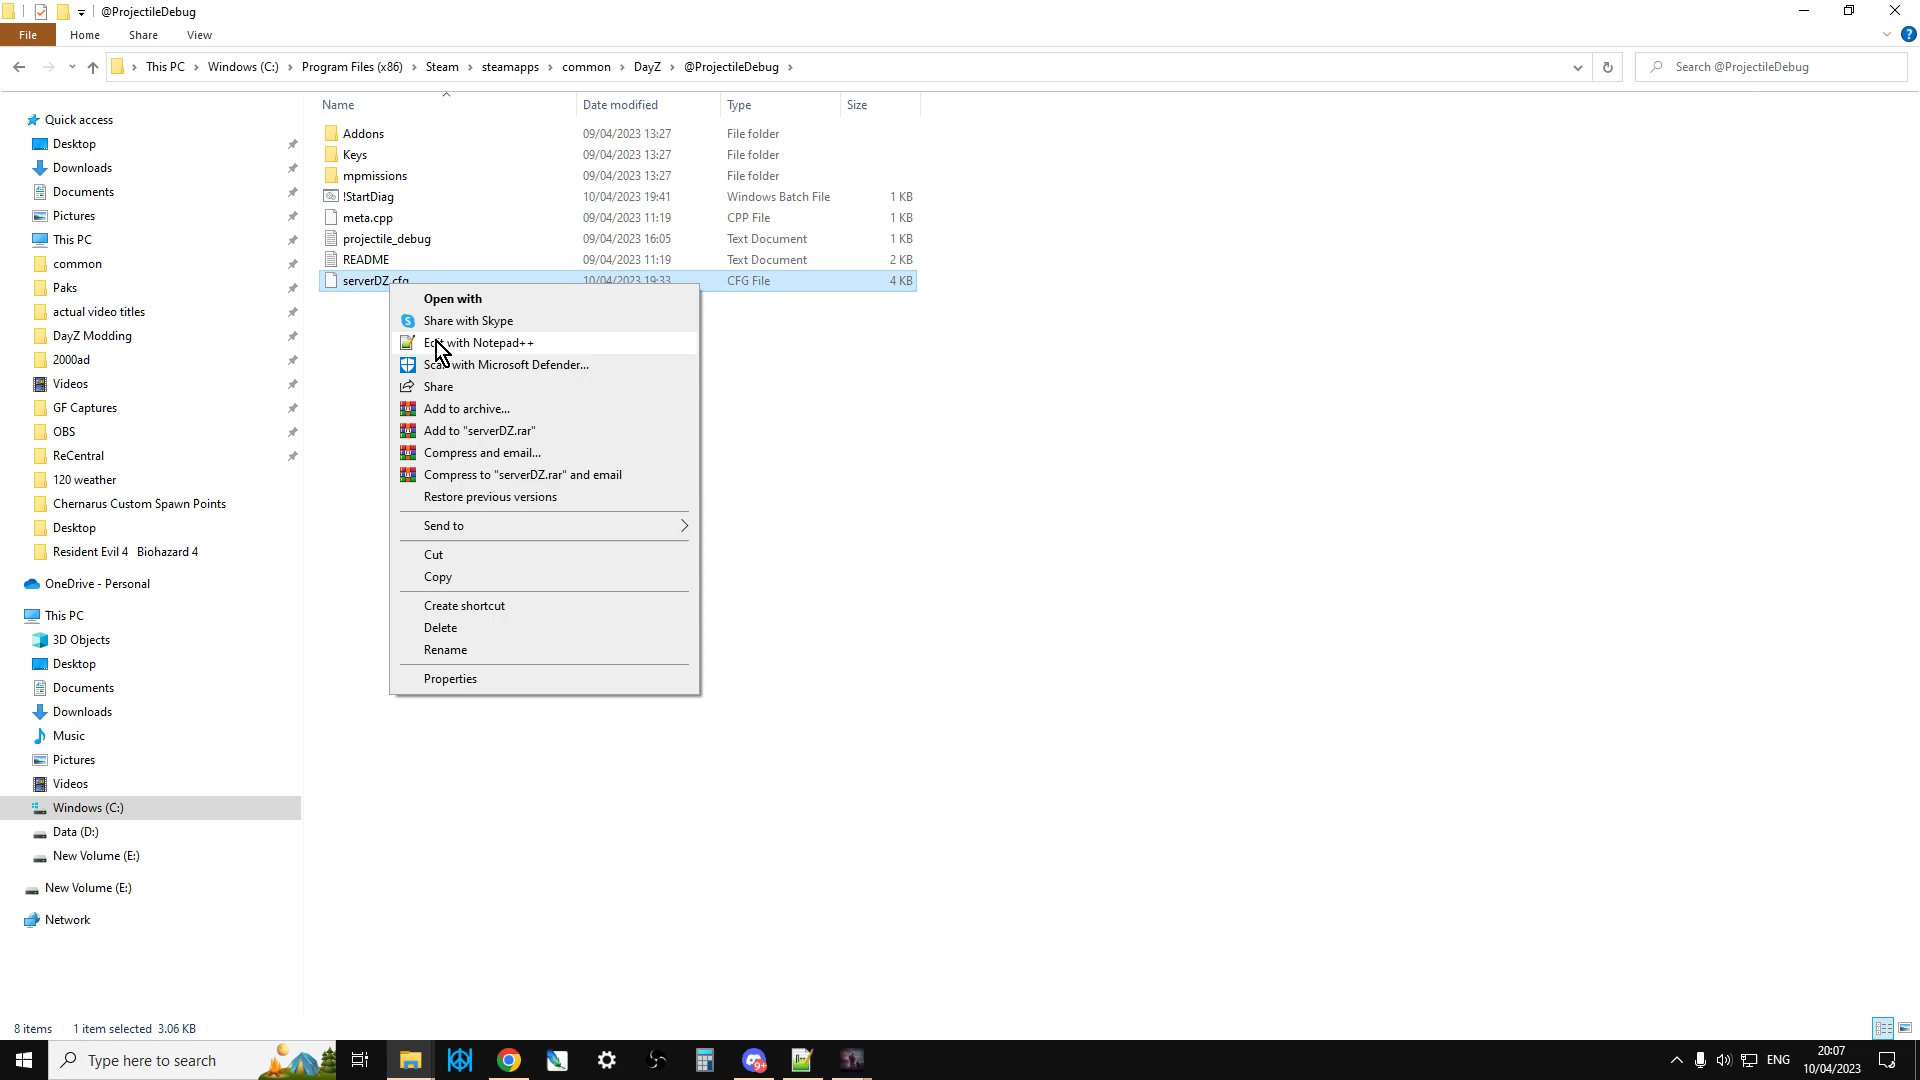 @ProjectileDebug
File Home Share View
This PC Windows (C:) Program Files (x86) Steam steamapps common DayZ @ProjectileDebug
Search @ProjectileDebug
Name Date modified Type Size
Addons 09/04/2023 13:27 File folder
Keys 09/04/2023 13:27 File folder
mpmissions 09/04/2023 13:27 File folder
!StartDiag 10/04/2023 19:41 Windows Batch File 1 KB
meta.cpp 09/04/2023 11:19 CPP File 1 KB
projectile_debug 09/04/2023 16:05 Text Document 1 KB
README 09/04/2023 11:19 Text Document 2 KB
serverDZ.cfg 10/04/2023 19:33 CFG File 4 KB
Quick access
Desktop
Downloads
Documents
Pictures
This PC
common
Paks
actual video titles
DayZ Modding
2000ad
Videos
GF Captures
OBS
ReCentral
120 weather
Chernarus Custom Spawn Points
Desktop
Resident Evil 4 Biohazard 4
OneDrive - Personal
This PC
3D Objects
Desktop
Documents
Downloads
Music
Pictures
Videos
Windows (C:)
Data (D:)
New Volume (E:)
New Volume (E:)
Network
Open with
Share with Skype
Edit with Notepad++
Scan with Microsoft Defender...
Share
Add to archive...
Add to "serverDZ.rar"
Compress and email...
Compress to "serverDZ.rar" and email
Restore previous versions
Send to
Cut
Copy
Create shortcut
Delete
Rename
Properties
8 items 1 item selected 3.06 KB
Type here to search
9+
ENG
20:07
10/04/2023